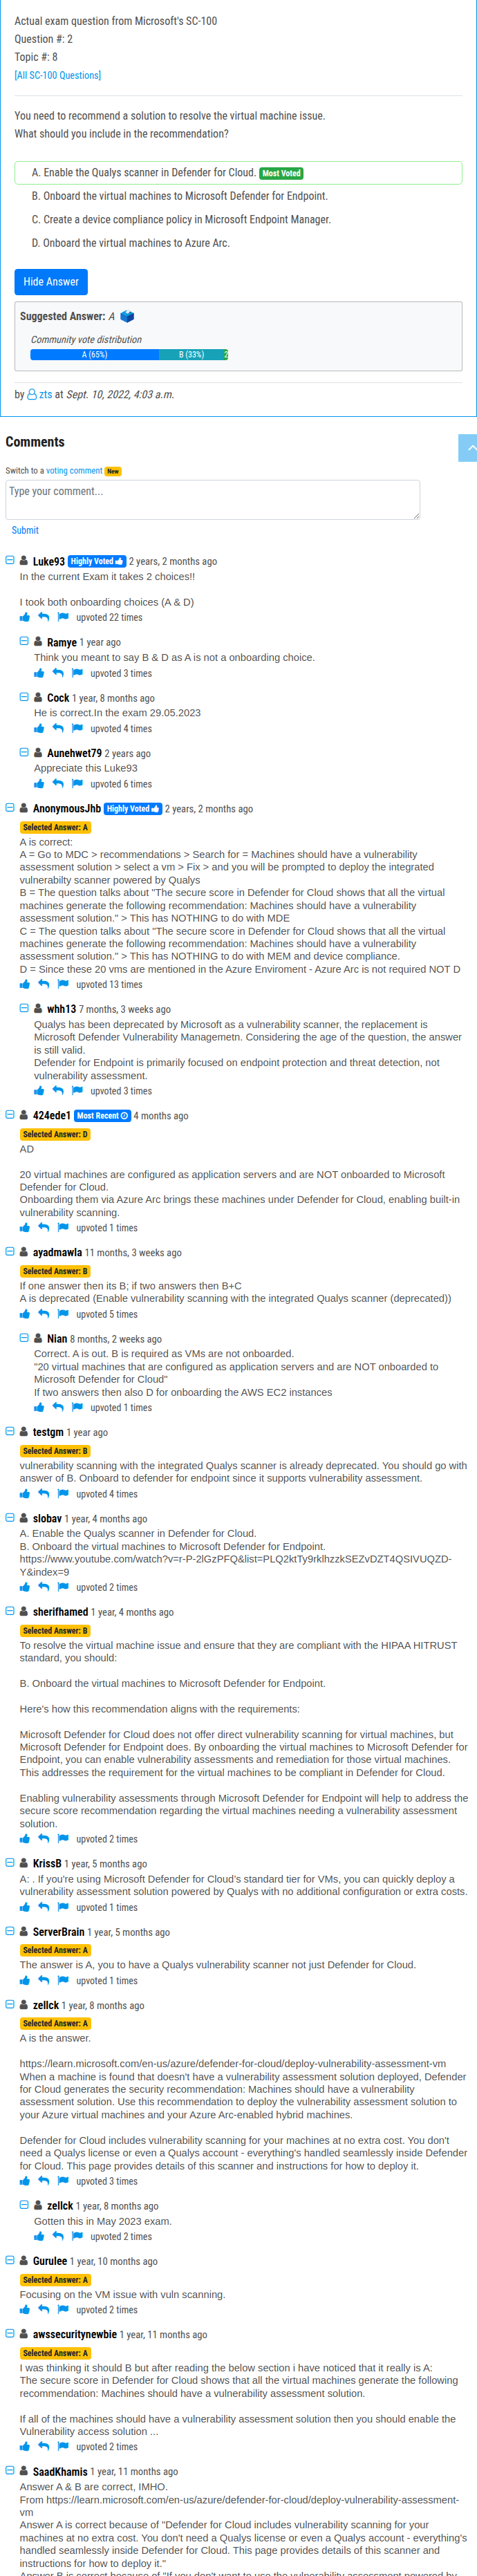 Actual exam question from Microsoft's SC-100
Question #: 2
Topic #: 8
[All SC-100 Questions]
You need to recommend a solution to resolve the virtual machine issue.
What should you include in the recommendation?
A. Enable the Qualys scanner in Defender for Cloud. Most Voted
B. Onboard the virtual machines to Microsoft Defender for Endpoint.
C. Create a device compliance policy in Microsoft Endpoint Manager.
D. Onboard the virtual machines to Azure Arc.
Hide Answer
Suggested Answer: A
Community vote distribution
A (65%) B (33%) 2
by zts at Sept. 10, 2022, 4:03 a.m.
Comments
Switch to a voting comment New
Type your comment...
Submit
Luke93 Highly Voted 2 years, 2 months ago
In the current Exam it takes 2 choices!!
I took both onboarding choices (A & D)
upvoted 22 times
Ramye 1 year ago
Think you meant to say B & D as A is not a onboarding choice.
upvoted 3 times
Cock 1 year, 8 months ago
He is correct.In the exam 29.05.2023
upvoted 4 times
Aunehwet79 2 years ago
Appreciate this Luke93
upvoted 6 times
AnonymousJhb Highly Voted 2 years, 2 months ago
Selected Answer: A
A is correct:
A = Go to MDC > recommendations > Search for = Machines should have a vulnerability
assessment solution > select a vm > Fix > and you will be prompted to deploy the integrated
vulnerabilty scanner powered by Qualys
B = The question talks about "The secure score in Defender for Cloud shows that all the virtual
machines generate the following recommendation: Machines should have a vulnerability
assessment solution." > This has NOTHING to do with MDE
C = The question talks about "The secure score in Defender for Cloud shows that all the virtual
machines generate the following recommendation: Machines should have a vulnerability
assessment solution." > This has NOTHING to do with MEM and device compliance.
D = Since these 20 vms are mentioned in the Azure Enviroment - Azure Arc is not required NOT D
upvoted 13 times
whh13 7 months, 3 weeks ago
Qualys has been deprecated by Microsoft as a vulnerability scanner, the replacement is
Microsoft Defender Vulnerability Managemetn. Considering the age of the question, the answer
is still valid.
Defender for Endpoint is primarily focused on endpoint protection and threat detection, not
vulnerability assessment.
upvoted 3 times
424ede1 Most Recent 4 months ago
Selected Answer: D
AD
20 virtual machines are configured as application servers and are NOT onboarded to Microsoft
Defender for Cloud.
Onboarding them via Azure Arc brings these machines under Defender for Cloud, enabling built-in
vulnerability scanning.
upvoted 1 times
ayadmawla 11 months, 3 weeks ago
Selected Answer: B
If one answer then its B; if two answers then B+C
A is deprecated (Enable vulnerability scanning with the integrated Qualys scanner (deprecated))
upvoted 5 times
Nian 8 months, 2 weeks ago
Correct. A is out. B is required as VMs are not onboarded.
"20 virtual machines that are configured as application servers and are NOT onboarded to
Microsoft Defender for Cloud"
If two answers then also D for onboarding the AWS EC2 instances
upvoted 1 times
testgm 1 year ago
Selected Answer: B
vulnerability scanning with the integrated Qualys scanner is already deprecated. You should go with
answer of B. Onboard to defender for endpoint since it supports vulnerability assessment.
upvoted 4 times
slobav 1 year, 4 months ago
A. Enable the Qualys scanner in Defender for Cloud.
B. Onboard the virtual machines to Microsoft Defender for Endpoint.
https://www.youtube.com/watch?v=r-P-2lGzPFQ&list=PLQ2ktTy9rklhzzkSEZvDZT4QSIVUQZD-
Y&index=9
upvoted 2 times
sherifhamed 1 year, 4 months ago
Selected Answer: B
To resolve the virtual machine issue and ensure that they are compliant with the HIPAA HITRUST
standard, you should:
B. Onboard the virtual machines to Microsoft Defender for Endpoint.
Here's how this recommendation aligns with the requirements:
Microsoft Defender for Cloud does not offer direct vulnerability scanning for virtual machines, but
Microsoft Defender for Endpoint does. By onboarding the virtual machines to Microsoft Defender for
Endpoint, you can enable vulnerability assessments and remediation for those virtual machines.
This addresses the requirement for the virtual machines to be compliant in Defender for Cloud.
Enabling vulnerability assessments through Microsoft Defender for Endpoint will help to address the
secure score recommendation regarding the virtual machines needing a vulnerability assessment
solution.
upvoted 2 times
KrissB 1 year, 5 months ago
A: . If you're using Microsoft Defender for Cloud's standard tier for VMs, you can quickly deploy a
vulnerability assessment solution powered by Qualys with no additional configuration or extra costs.
upvoted 1 times
ServerBrain 1 year, 5 months ago
Selected Answer: A
The answer is A, you to have a Qualys vulnerability scanner not just Defender for Cloud.
upvoted 1 times
zellck 1 year, 8 months ago
Selected Answer: A
A is the answer.
https://learn.microsoft.com/en-us/azure/defender-for-cloud/deploy-vulnerability-assessment-vm
When a machine is found that doesn't have a vulnerability assessment solution deployed, Defender
for Cloud generates the security recommendation: Machines should have a vulnerability
assessment solution. Use this recommendation to deploy the vulnerability assessment solution to
your Azure virtual machines and your Azure Arc-enabled hybrid machines.
Defender for Cloud includes vulnerability scanning for your machines at no extra cost. You don't
need a Qualys license or even a Qualys account - everything's handled seamlessly inside Defender
for Cloud. This page provides details of this scanner and instructions for how to deploy it.
upvoted 3 times
zellck 1 year, 8 months ago
Gotten this in May 2023 exam.
upvoted 2 times
Gurulee 1 year, 10 months ago
Selected Answer: A
Focusing on the VM issue with vuln scanning.
upvoted 2 times
awssecuritynewbie 1 year, 11 months ago
Selected Answer: A
I was thinking it should B but after reading the below section i have noticed that it really is A:
The secure score in Defender for Cloud shows that all the virtual machines generate the following
recommendation: Machines should have a vulnerability assessment solution.
If all of the machines should have a vulnerability assessment solution then you should enable the
Vulnerability access solution ...
upvoted 2 times
SaadKhamis 1 year, 11 months ago
Answer A & B are correct, IMHO.
From https://learn.microsoft.com/en-us/azure/defender-for-cloud/deploy-vulnerability-assessment-
vm
Answer A is correct because of "Defender for Cloud includes vulnerability scanning for your
machines at no extra cost. You don't need a Qualys license or even a Qualys account - everything's
handled seamlessly inside Defender for Cloud. This page provides details of this scanner and
instructions for how to deploy it."